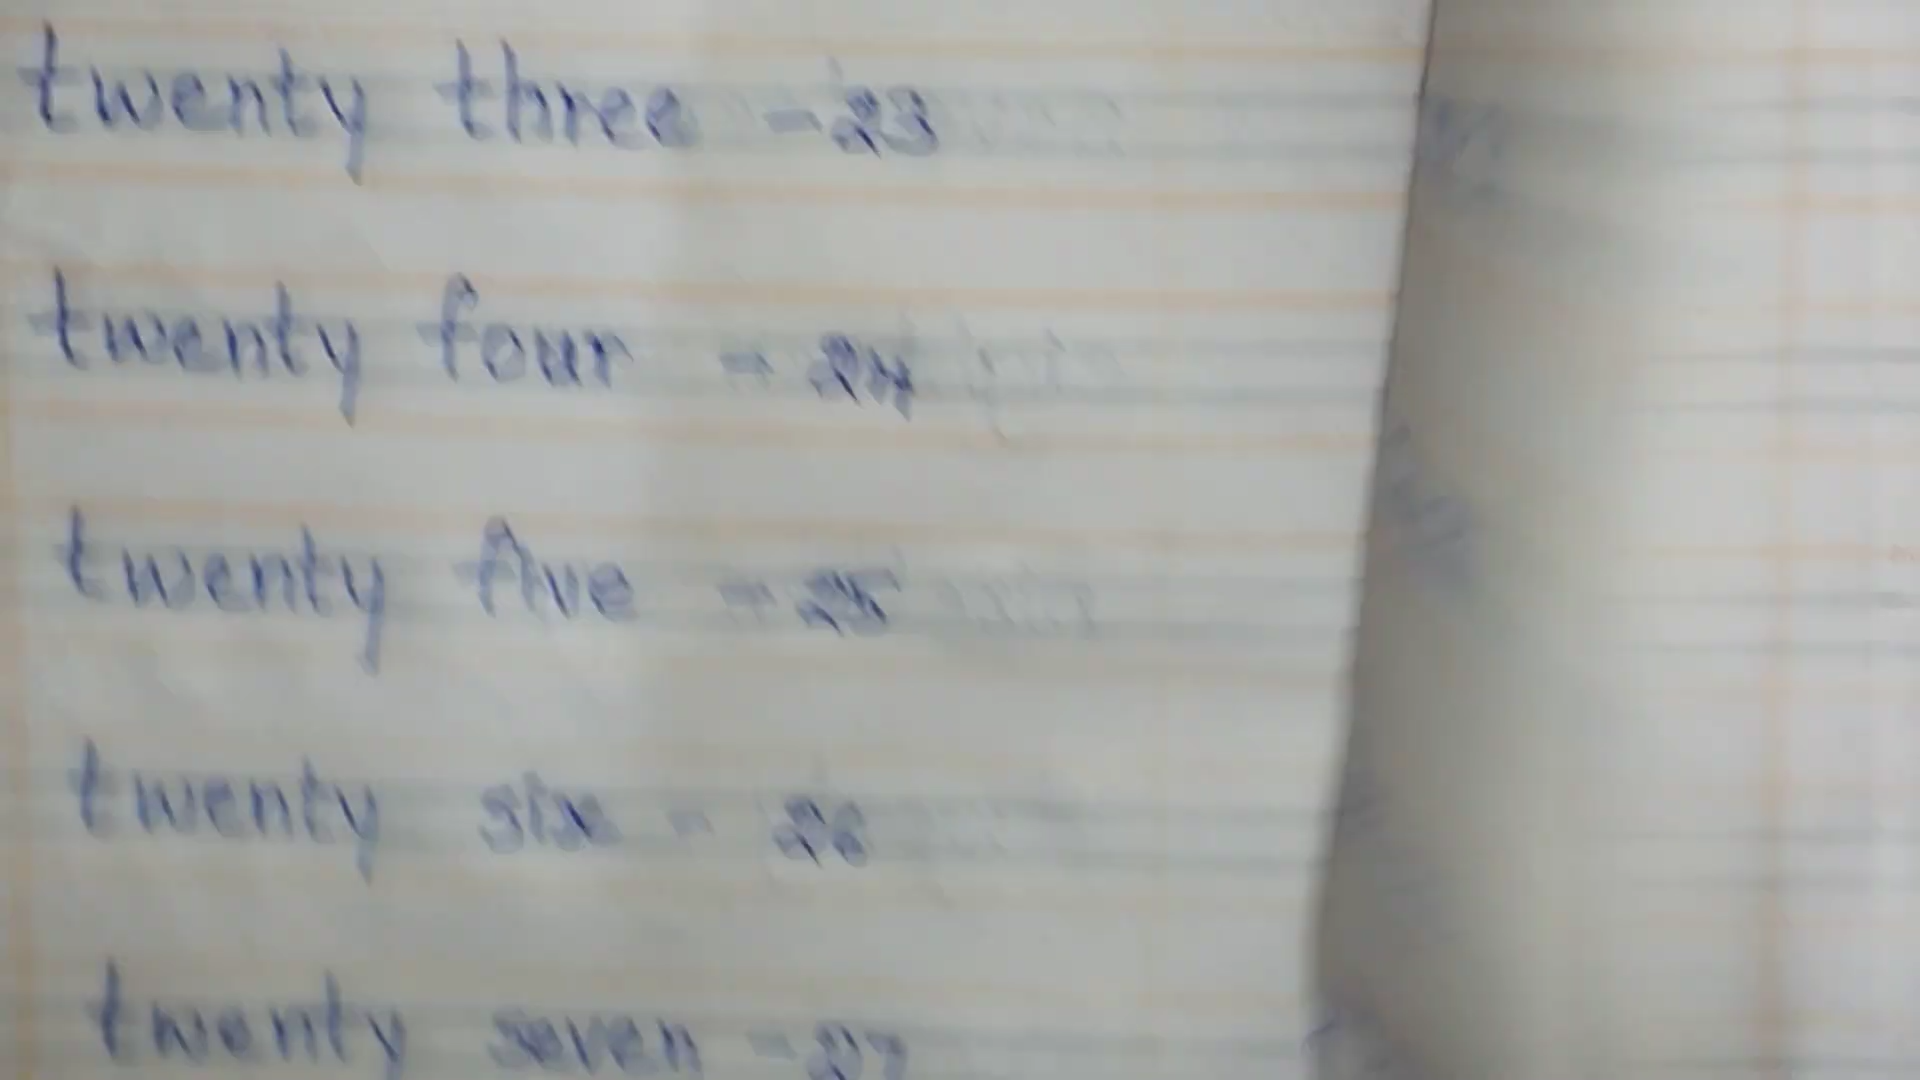 twenty three - 23
twenty four - 24
twenty five - 25
twenty six - 26
twenty seven - 27